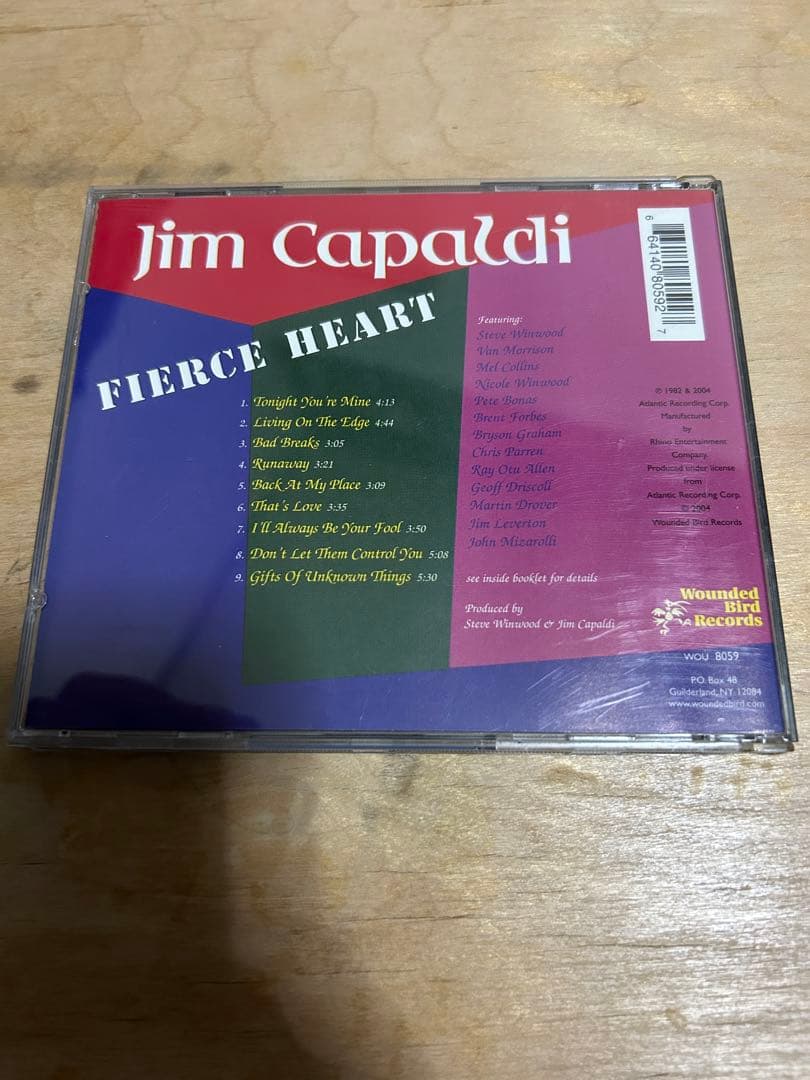 Jim Capaldi
FIERCE HEART
1. Tonight You're Mine 4:13
2. Living On The Edge 4:44
3. Bad Breaks 3:05
4. Runaway 3:21
5. Back At My Place 3:09
6. That's Love 3:35
7. I'll Always Be Your Fool 3:50
8. Don't Let Them Control You 5:08
9. Gifts Of Unknown Things 5:30
Featuring:
Steve Winwood
Van Morrison
Mel Collins
Nicole Winwood
Pete Bonas
Brent Forbes
Bryson Graham
Chris Parren
Ray Otu Allen
Geoff Driscoll
Martin Drover
Jim Leverton
John Mizarolli
see inside booklet for details
Produced by
Steve Winwood & Jim Capaldi
6 64140 80592 7
© 1982 & 2004
Atlantic Recording Corp.
Manufactured
by
Rhino Entertainment
Company.
Produced under license
from
Atlantic Recording Corp.
© 2004
Wounded Bird Records
Wounded
Bird
Records
WOU 8059
P.O. Box 48
Guilderland, NY 12084
www.woundedbird.com